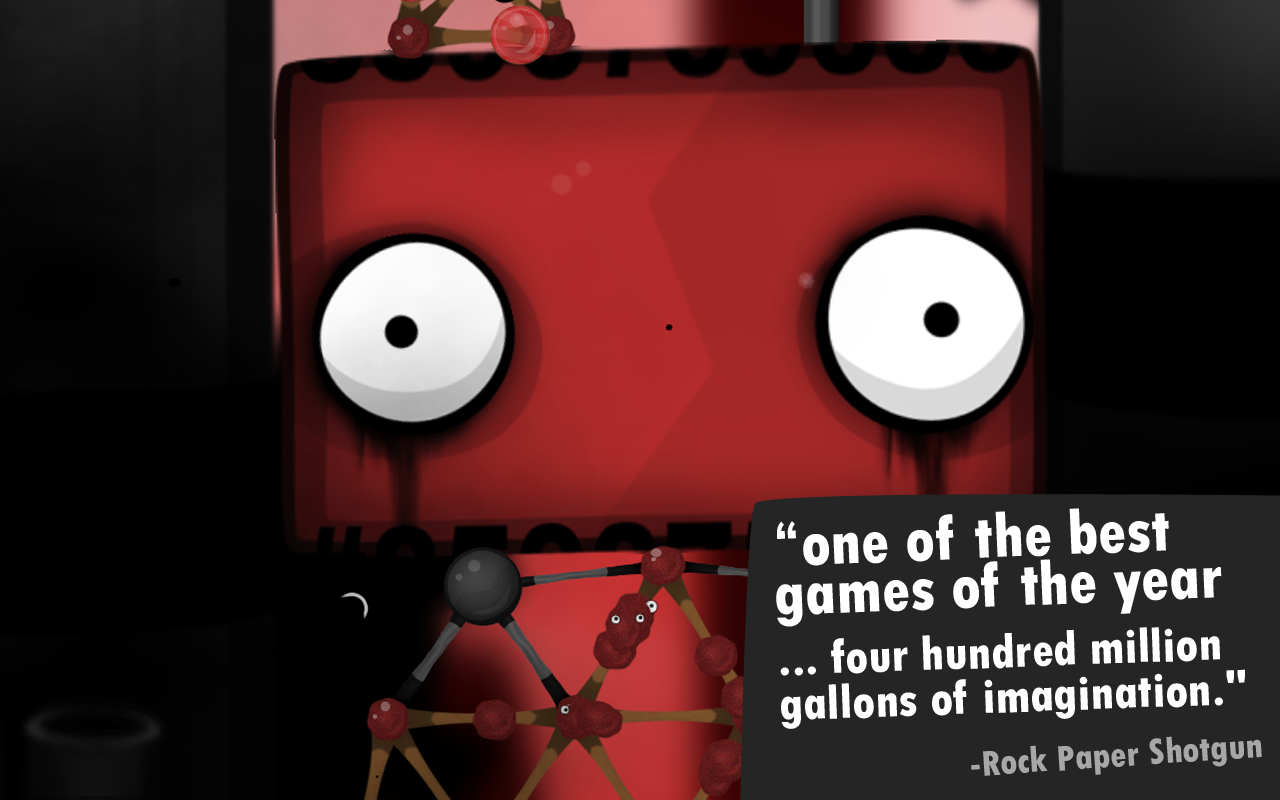 “one of the best
games of the year
... four hundred million
gallons of imagination."
-Rock Paper Shotgun